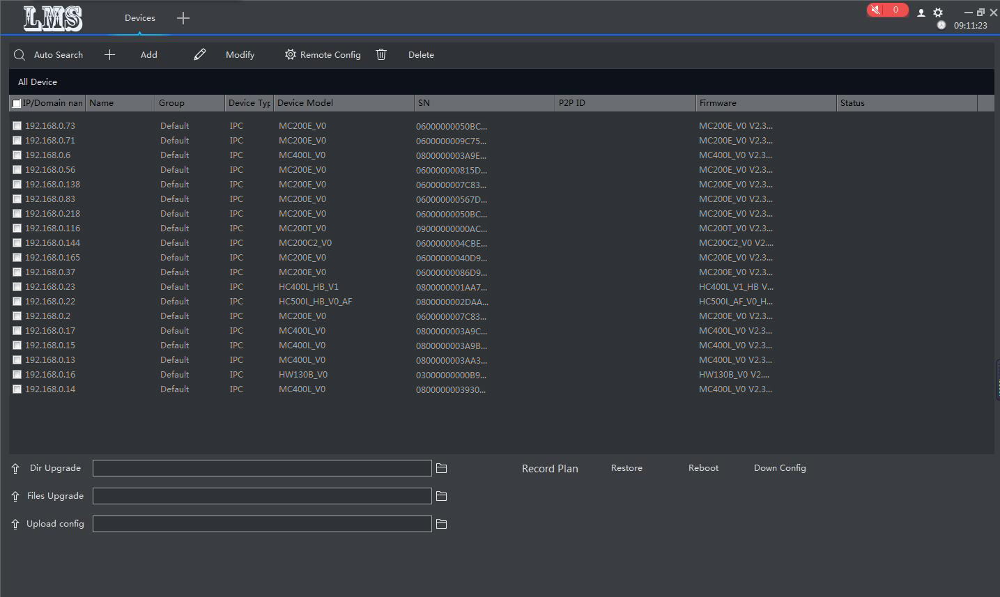 LMS Devices 0
09:11:23
Auto Search Add Modify Remote Config Delete
All Device
IP/Domain nan Name Group Device Typ Device Model SN P2P ID Firmware Status
192.168.0.73 Default IPC MC200E_V0 06000000050BC... MC200E_V0 V2.3...
192.168.0.71 Default IPC MC200E_V0 0600000009C75... MC200E_V0 V2.3...
192.168.0.6 Default IPC MC400L_V0 0800000003A9E... MC400L_V0 V2.3...
192.168.0.56 Default IPC MC200E_V0 060000000815D... MC200E_V0 V2.3...
192.168.0.138 Default IPC MC200E_V0 0600000007C83... MC200E_V0 V2.3...
192.168.0.83 Default IPC MC200E_V0 0600000000567D... MC200E_V0 V2.3...
192.168.0.218 Default IPC MC200E_V0 06000000050BC... MC200E_V0 V2.3...
192.168.0.116 Default IPC MC200T_V0 09000000000AC... MC200T_V0 V2.3...
192.168.0.144 Default IPC MC200C2_V0 0600000004CBE... MC200C2_V0 V2....
192.168.0.165 Default IPC MC200E_V0 06000000040D9... MC200E_V0 V2.3...
192.168.0.37 Default IPC MC200E_V0 06000000086D9... MC200E_V0 V2.3...
192.168.0.23 Default IPC HC400L_HB_V1 0800000001AA7... HC400L_V1_HB V...
192.168.0.22 Default IPC HC500L_HB_V0_AF 0800000002DAA... HC500L_AF_V0_H...
192.168.0.2 Default IPC MC200E_V0 0600000007C83... MC200E_V0 V2.3...
192.168.0.17 Default IPC MC400L_V0 0800000003A9C... MC400L_V0 V2.3...
192.168.0.15 Default IPC MC400L_V0 0800000003A9B... MC400L_V0 V2.3...
192.168.0.13 Default IPC MC400L_V0 0800000003AA3... MC400L_V0 V2.3...
192.168.0.16 Default IPC HW130B_V0 03000000000B9... HW130B_V0 V2....
192.168.0.14 Default IPC MC400L_V0 0800000003930... MC400L_V0 V2.3...
Dir Upgrade Record Plan Restore Reboot Down Config
Files Upgrade
Upload config